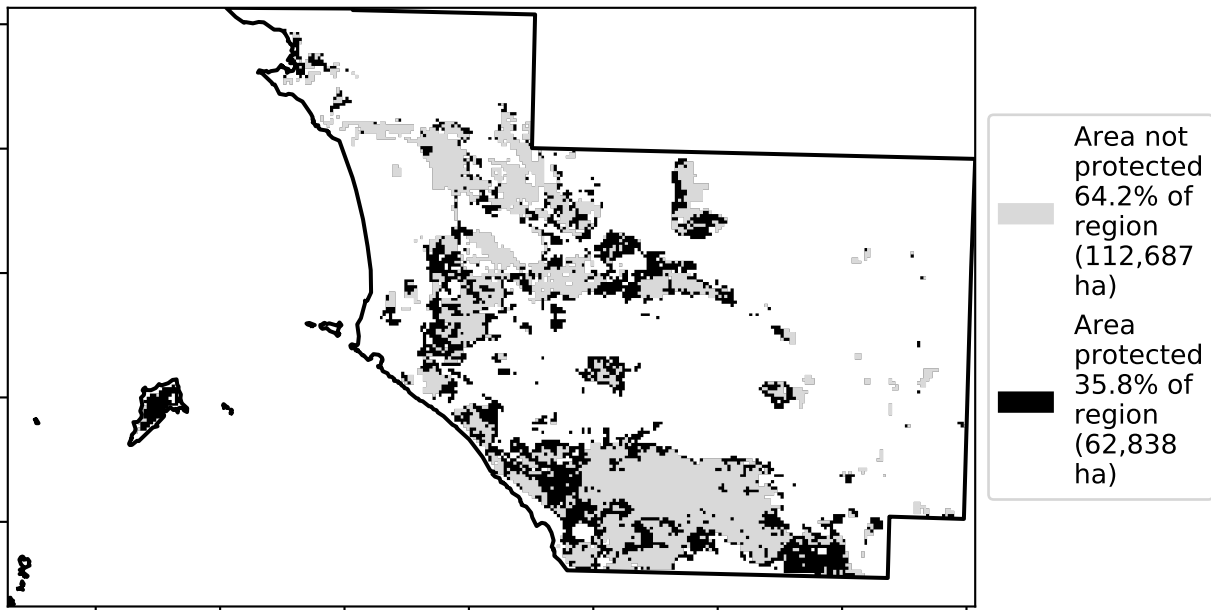 Area not
protected
64.2% of
region
(112,687
ha)
Area
protected
35.8% of
region
(62,838
ha)